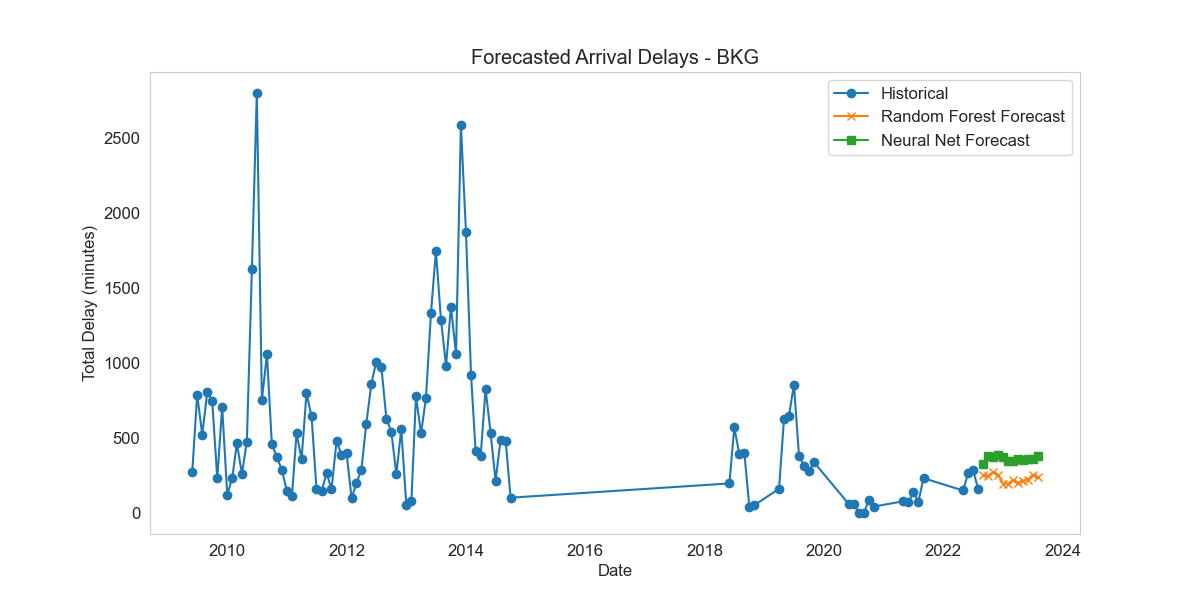 Forecasted Arrival Delays - BKG
Historical
Random Forest Forecast
Neural Net Forecast
Total Delay (minutes)
2500
2000
1500
1000
500
0
2010 2012 2014 2016 2018 2020 2022 2024
Date